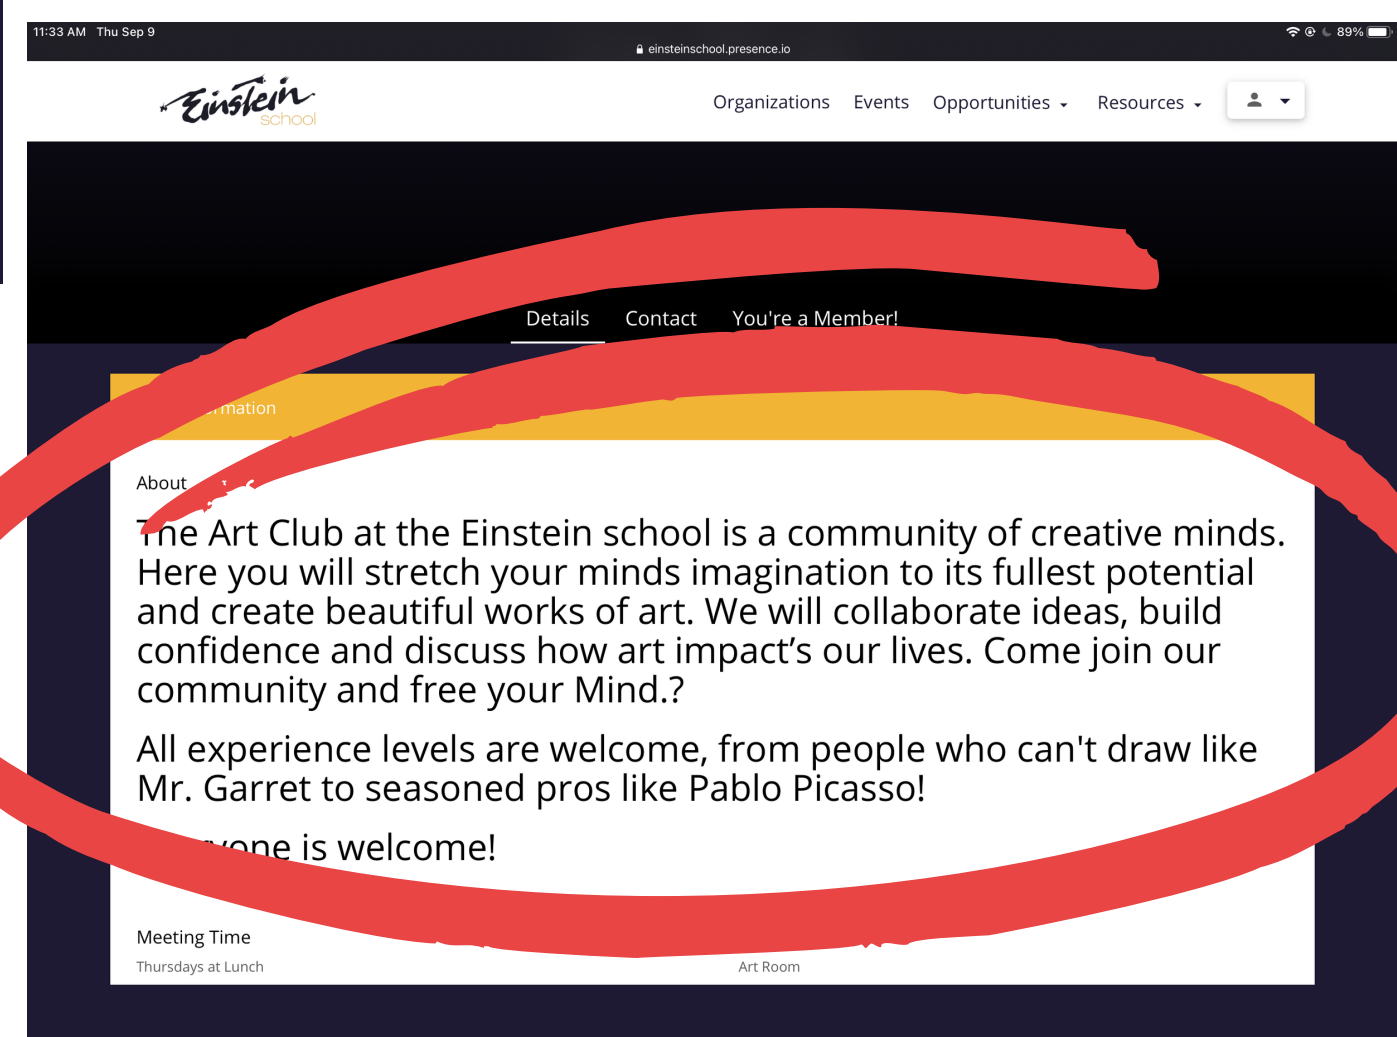 11:33 AM Thu Sep 9
89%
einsteinschool.presence.io
Einstein
school
Organizations Events Opportunities Resources
Details Contact You're a Member!
About
The Art Club at the Einstein school is a community of creative minds.
Here you will stretch your minds imagination to its fullest potential
and create beautiful works of art. We will collaborate ideas, build
confidence and discuss how art impact’s our lives. Come join our
community and free your Mind.?
All experience levels are welcome, from people who can't draw like
Mr. Garret to seasoned pros like Pablo Picasso!
is welcome!
Meeting Time
Thursdays at Lunch
Art Room